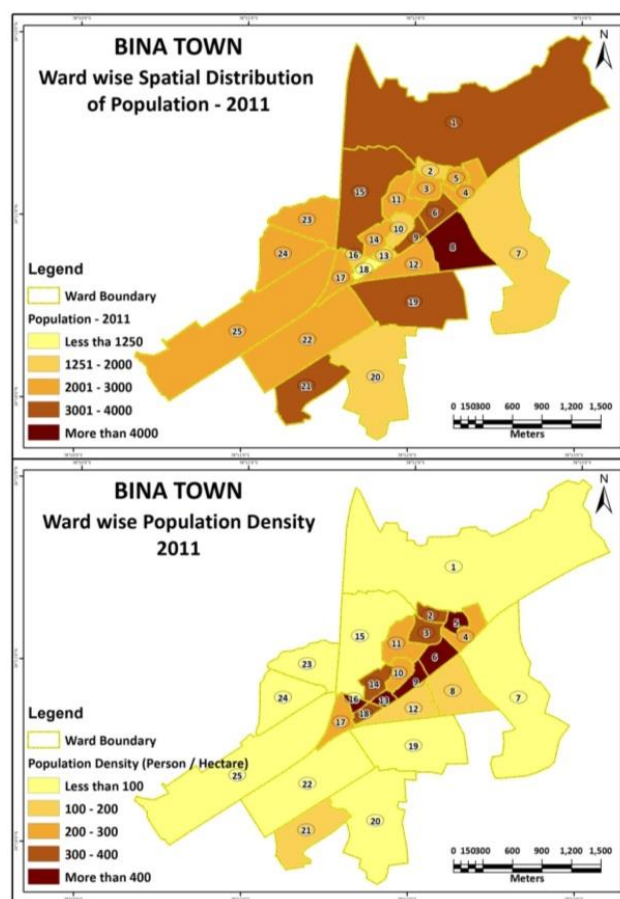 BINA TOWN
Ward wise Spatial Distribution
of Population - 2011
N
1
2
5
3
4
15
11
6
23
10
9
14
8
7
24
16
13
12
18
17
19
25
22
21
20
Legend
Ward Boundary
Population - 2011
Less tha 1250
1251 - 2000
2001 - 3000
3001 - 4000
More than 4000
0 150300 600 900 1,200 1,500
Meters
BINA TOWN
Ward wise Population Density
2011
N
1
2
5
3
4
15
11
6
23
10
9
14
8
7
24
16
13
12
18
17
19
25
22
21
20
Legend
Ward Boundary
Population Density (Person / Hectare)
Less than 100
100 - 200
200 - 300
300 - 400
More than 400
0 150300 600 900 1,200 1,500
Meters